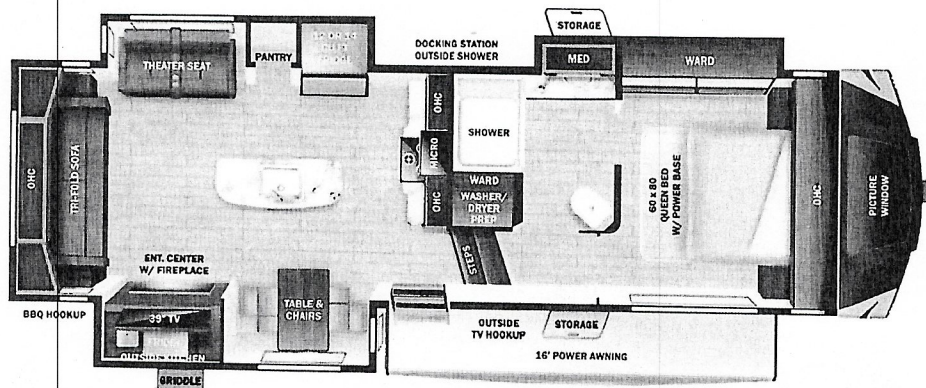 STORAGE
DOCKING STATION
OUTSIDE SHOWER
THEATER SEAT
PANTRY
MED
WARD
OHC
TRI-FOLD SOFA
OHC
MICRO
OHC
SHOWER
WARD
WASHER/
DRYER
PREP
STEPS
60 x 80
QUEEN BED
W/ POWER BASE
OHC
PICTURE
WINDOW
ENT. CENTER
W/ FIREPLACE
BBQ HOOKUP
39" TV
OUTSIDE KITCHEN
GRIDDLE
TABLE &
CHAIRS
OUTSIDE
TV HOOKUP
STORAGE
16' POWER AWNING